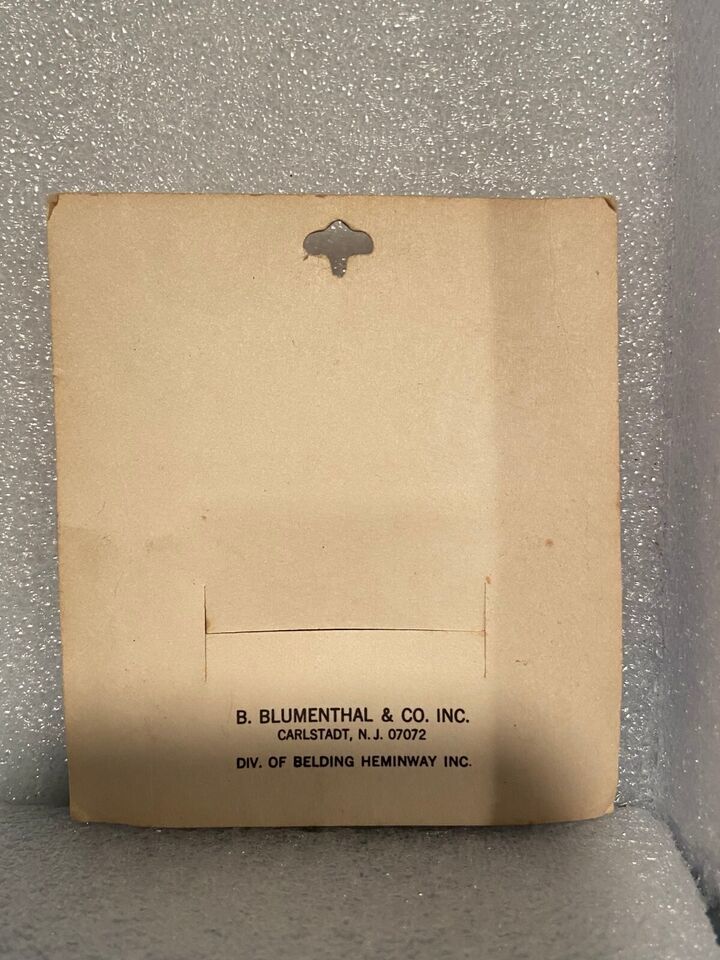 B. BLUMENTHAL & CO. INC.
CARLSTADT, N. J. 07072
DIV. OF BELDING HEMINWAY INC.